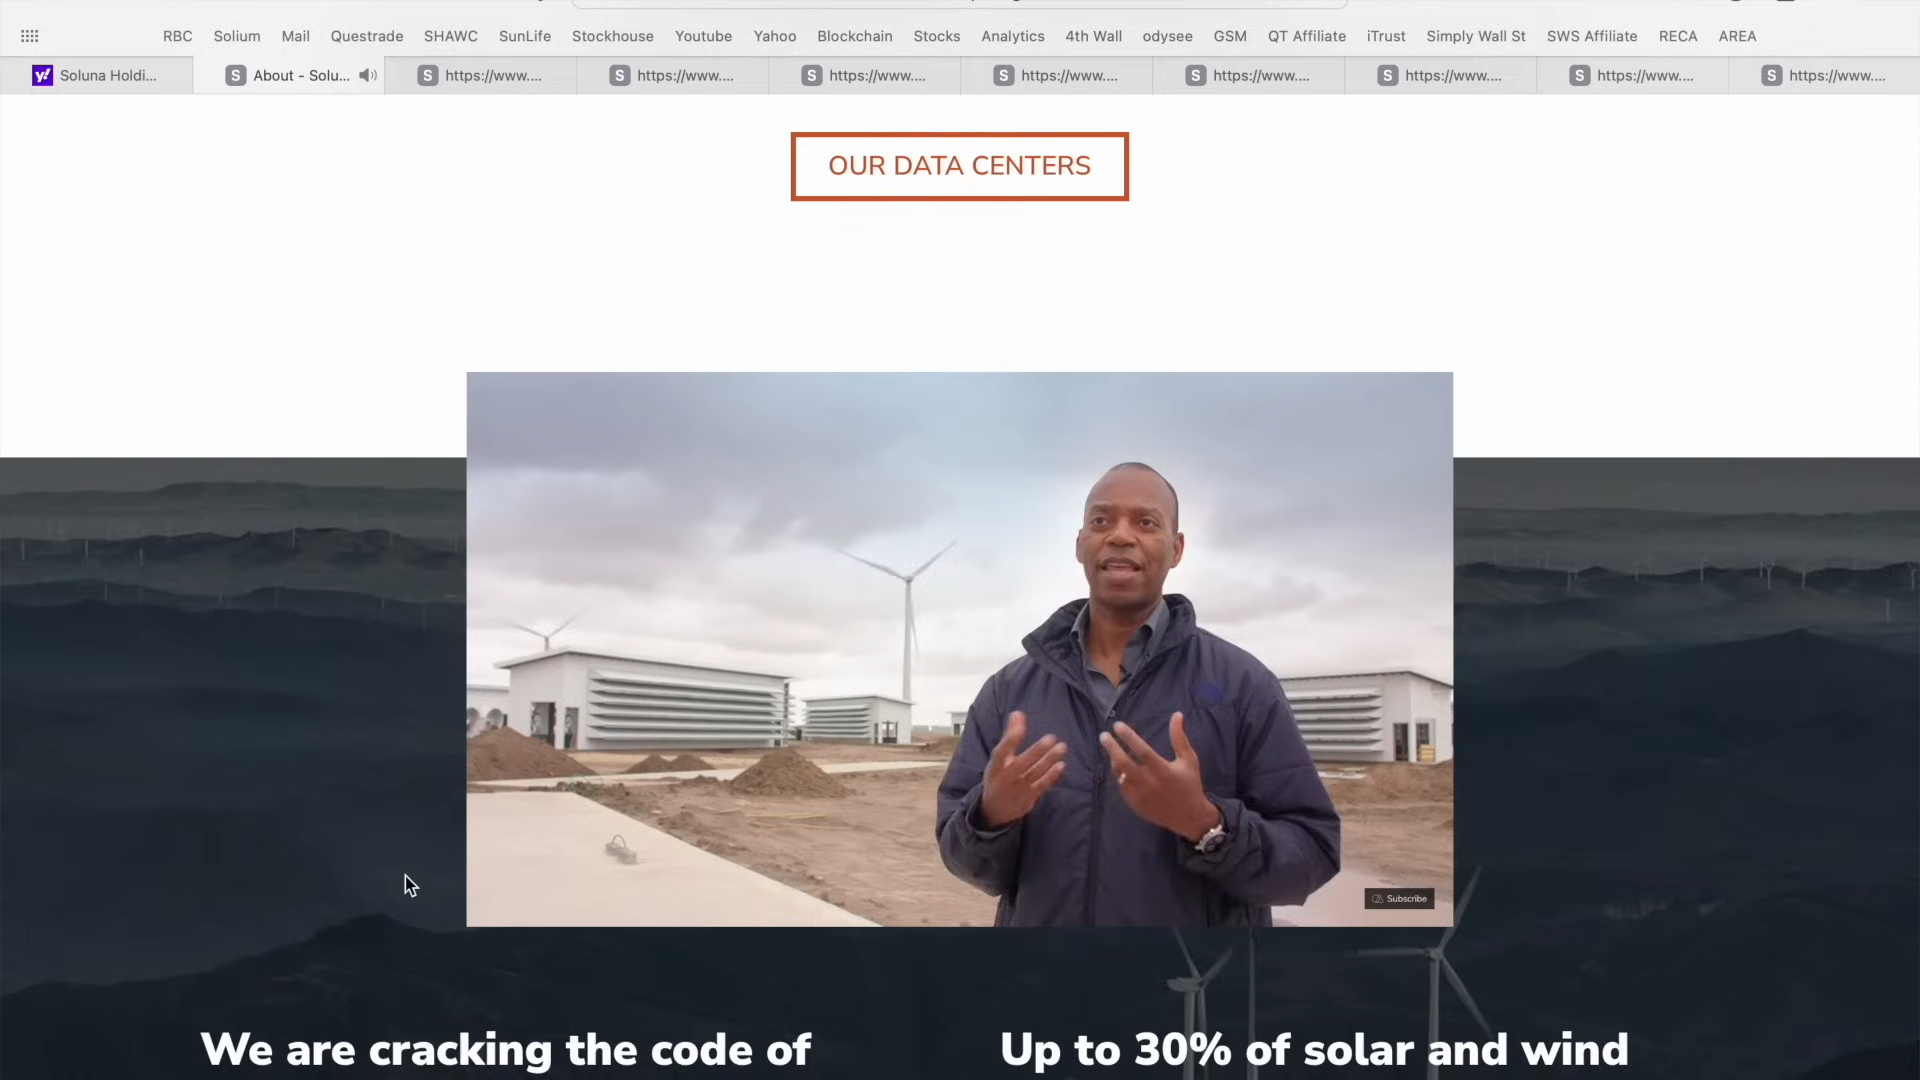 RBC Solium Mail Questrade SHAWC SunLife Stockhouse Youtube Yahoo Blockchain Stocks Analytics 4th Wall odysee GSM QT Affiliate iTrust Simply Wall St SWS Affiliate RECA AREA
y! Soluna Holdi... S About - Solu... S https://www.... S https://www.... S https://www.... S https://www.... S https://www.... S https://www.... S https://www.... S https://www....
OUR DATA CENTERS
Subscribe
We are cracking the code of
Up to 30% of solar and wind